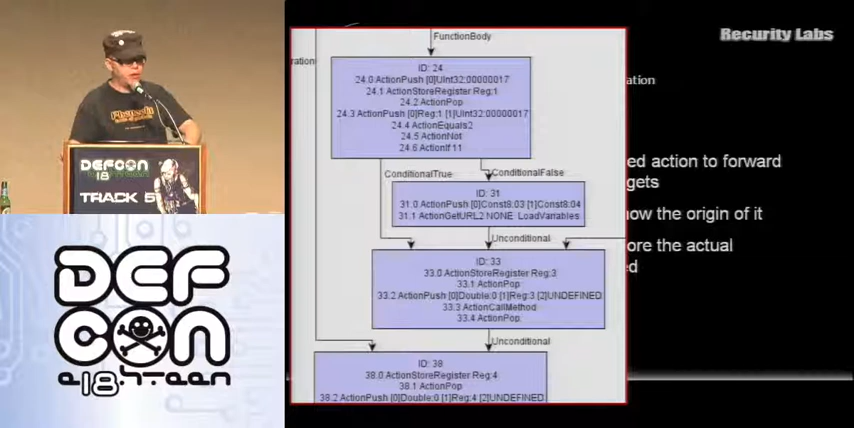 Recurity Labs
FunctionBody
ration
ID: 24
24.0 ActionPush [0]UInt32:00000017
24.1 ActionStoreRegister Reg:1
24.2 ActionPop
24.3 ActionPush [0]Reg:1 [1]UInt32:00000017
24.4 ActionEquals2
24.5 ActionNot
24.6 ActionIf 11
ConditionalTrue
ConditionalFalse
ID: 31
31.0 ActionPush [0]Const8:03 [1]Const8:04
31.1 ActionGetURL2 NONE LoadVariables
Unconditional
ID: 33
33.0 ActionStoreRegister Reg:3
33.1 ActionPop
33.2 ActionPush [0]Double:0 [1]Reg:3 [2]UNDEFINED
33.3 ActionCallMethod
33.4 ActionPop
Unconditional
ID: 38
38.0 ActionStoreRegister Reg:4
38.1 ActionPop
38.2 ActionPush [0]Double:0 [1]Reg:4 [2]UNDEFINED
ation
ed action to forward
gets
now the origin of it
ore the actual
d
DEFCON
18
TRACK 5
DEF
CON
e18hteen